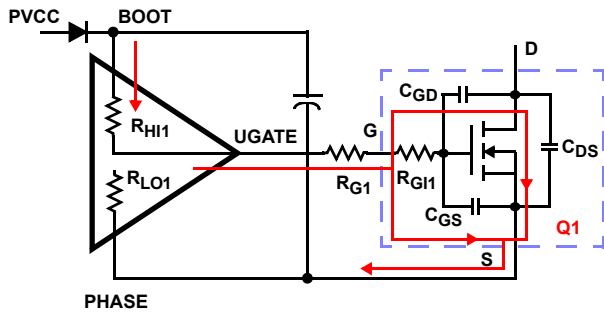 PVCC
BOOT
D
CGD
RHI1
UGATE
G
CDS
RLO1
RG1
RGI1
CGS
Q1
S
PHASE